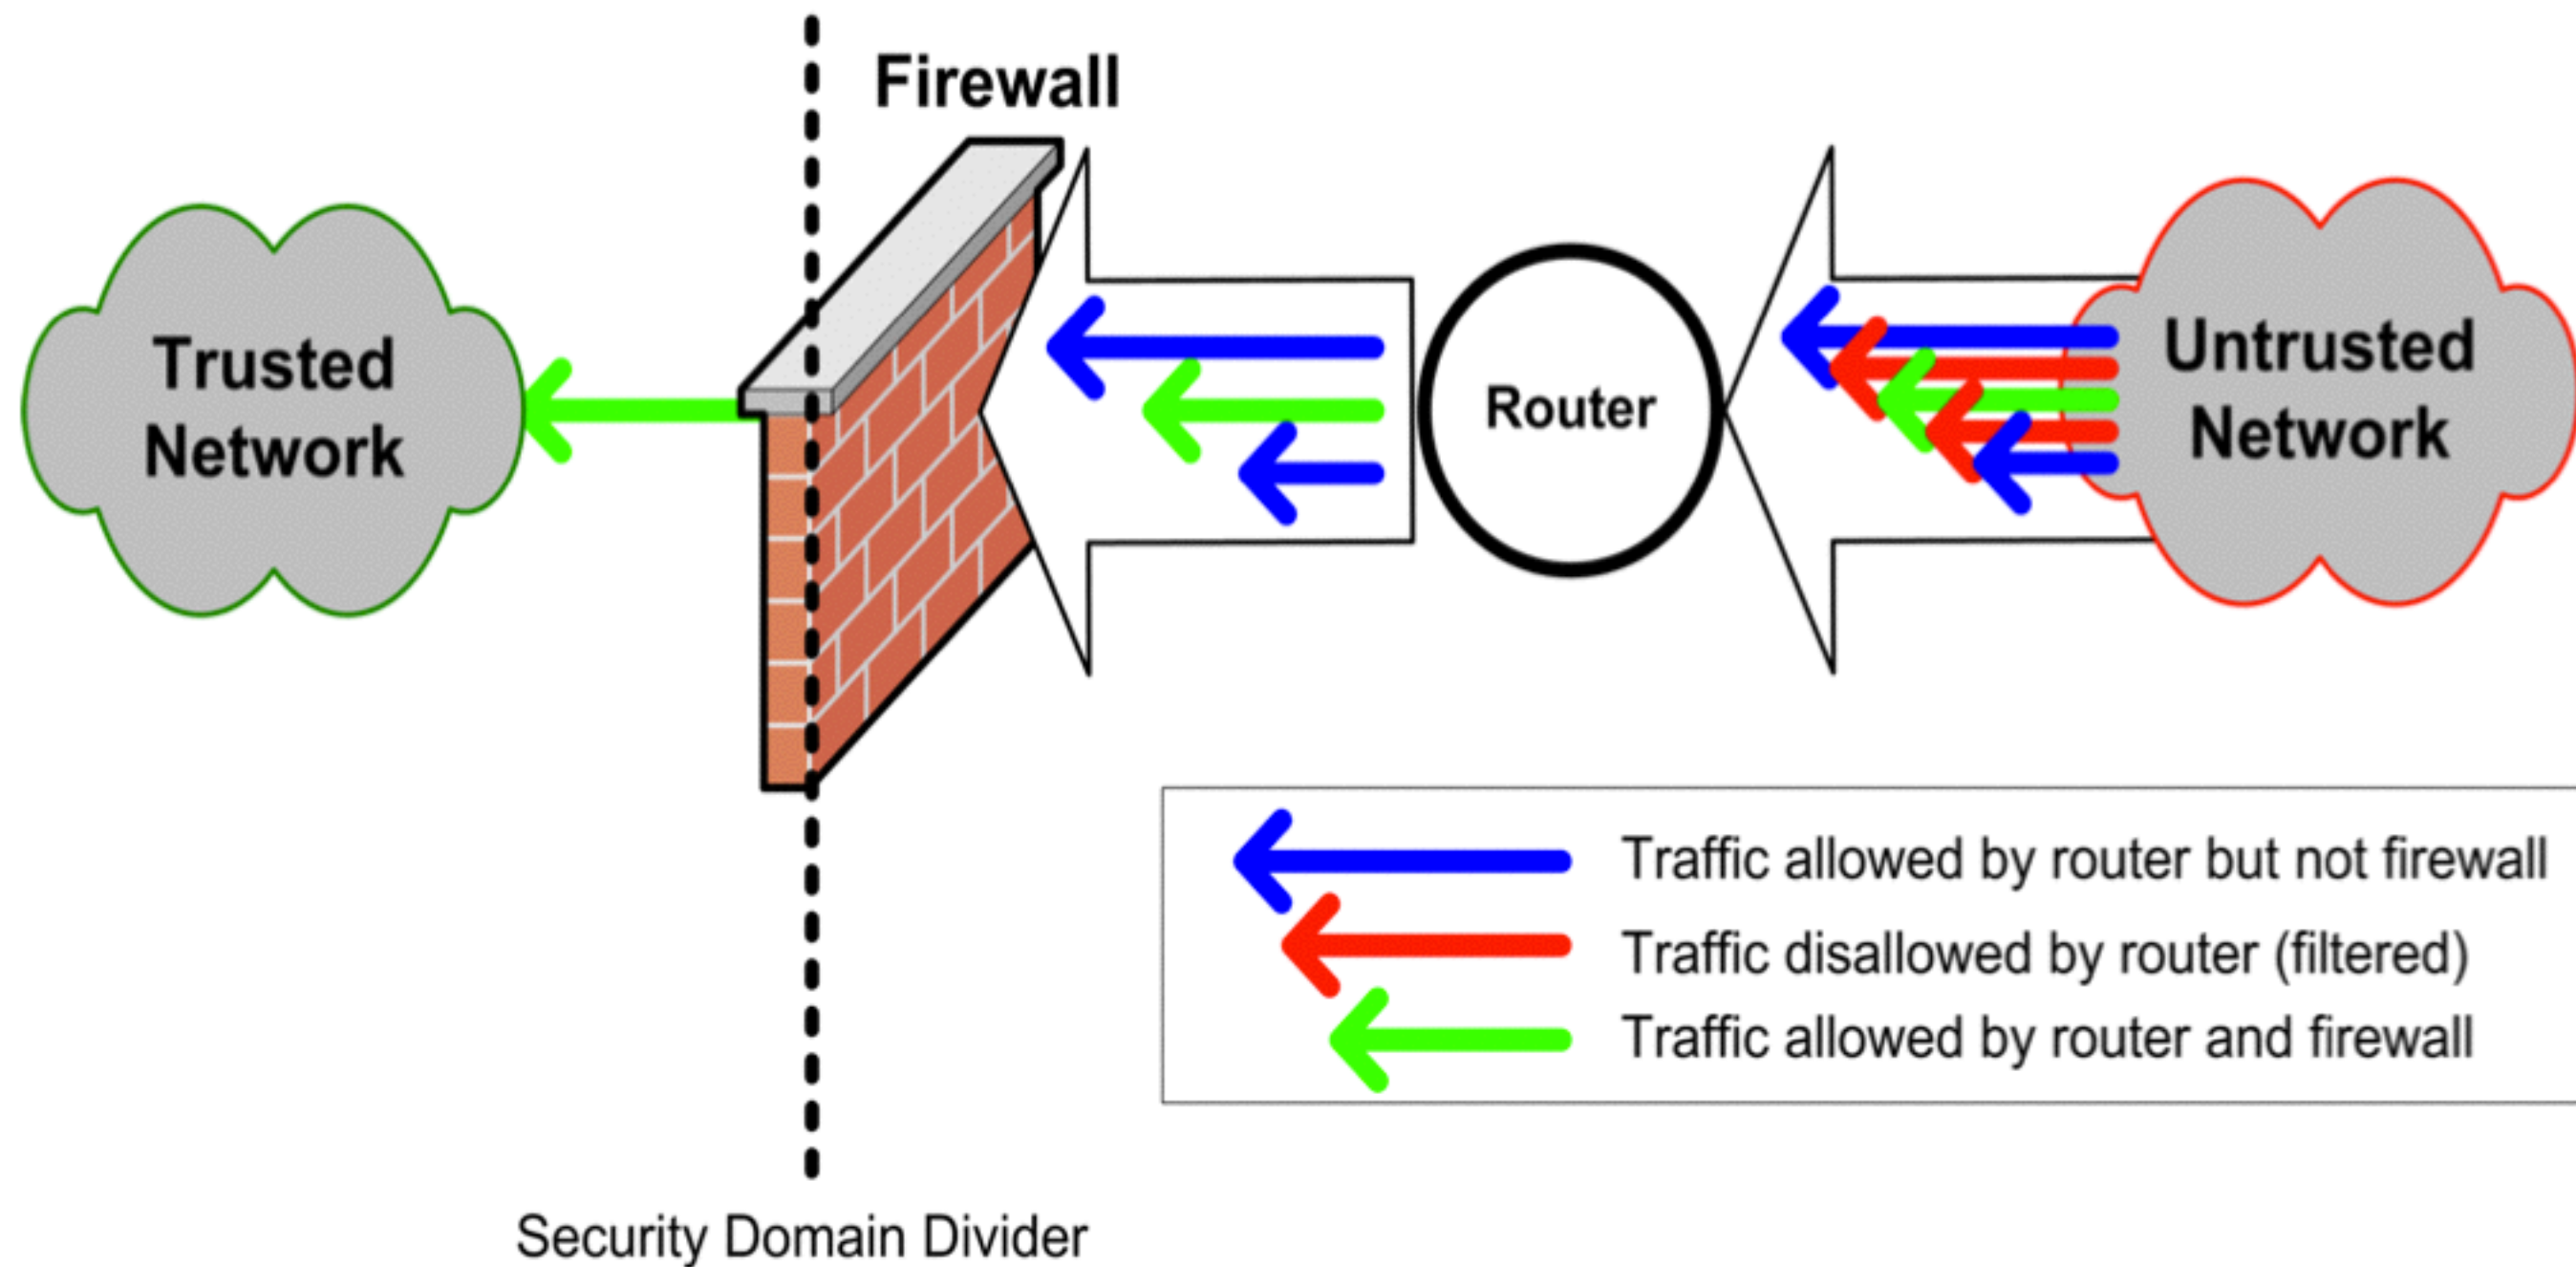 Firewall
Trusted
Network
Router
Untrusted
Network
Traffic allowed by router but not firewall
Traffic disallowed by router (filtered)
Traffic allowed by router and firewall
Security Domain Divider